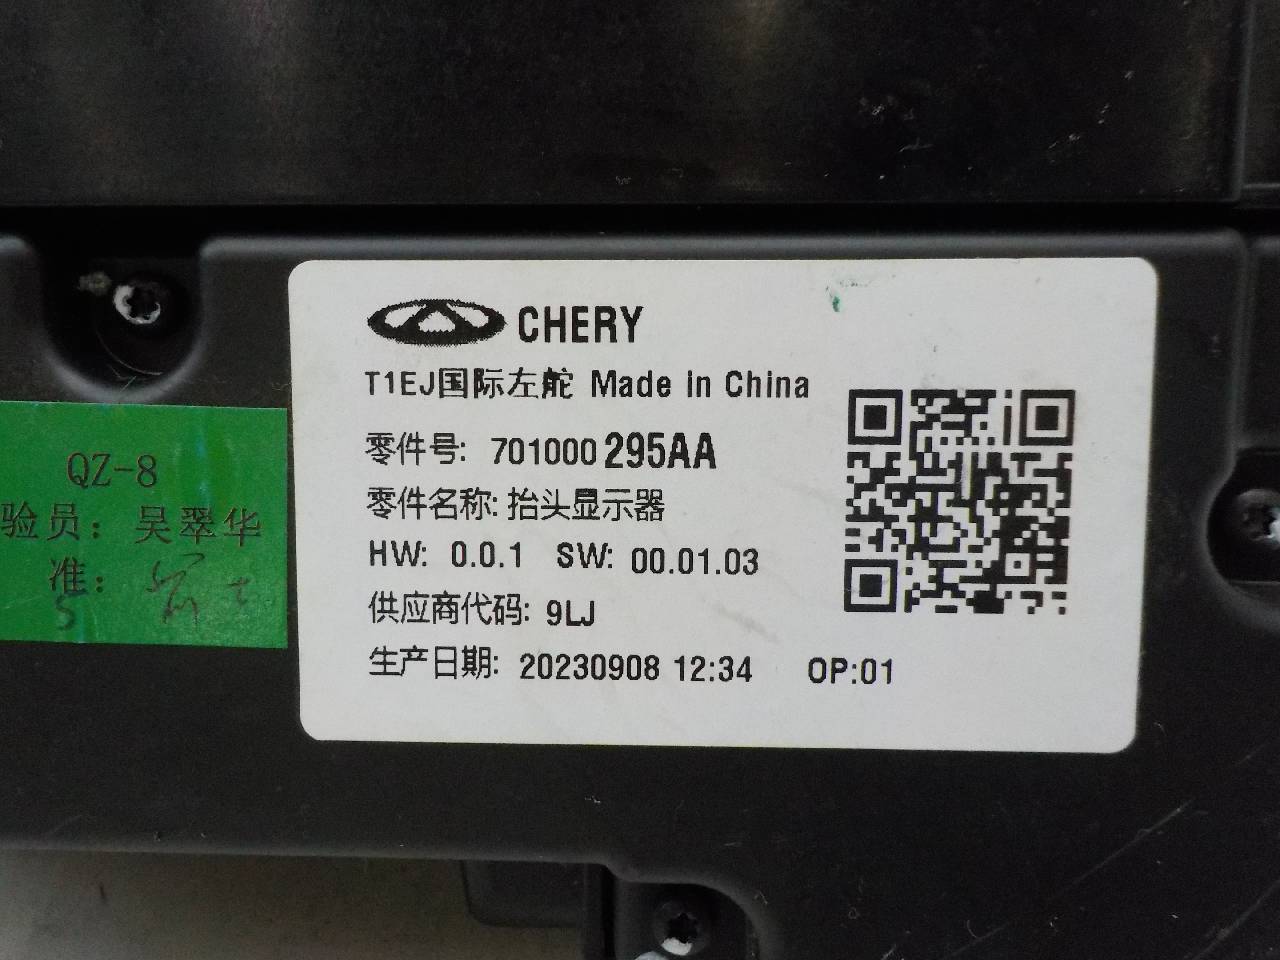 CHERY
T1EJ国际左舵 Made in China
零件号: 701000295AA
零件名称: 抬头显示器
HW: 0.0.1 SW: 00.01.03
供应商代码: 9LJ
生产日期: 20230908 12:34 OP:01
QZ-8
验员: 吴翠华
准: